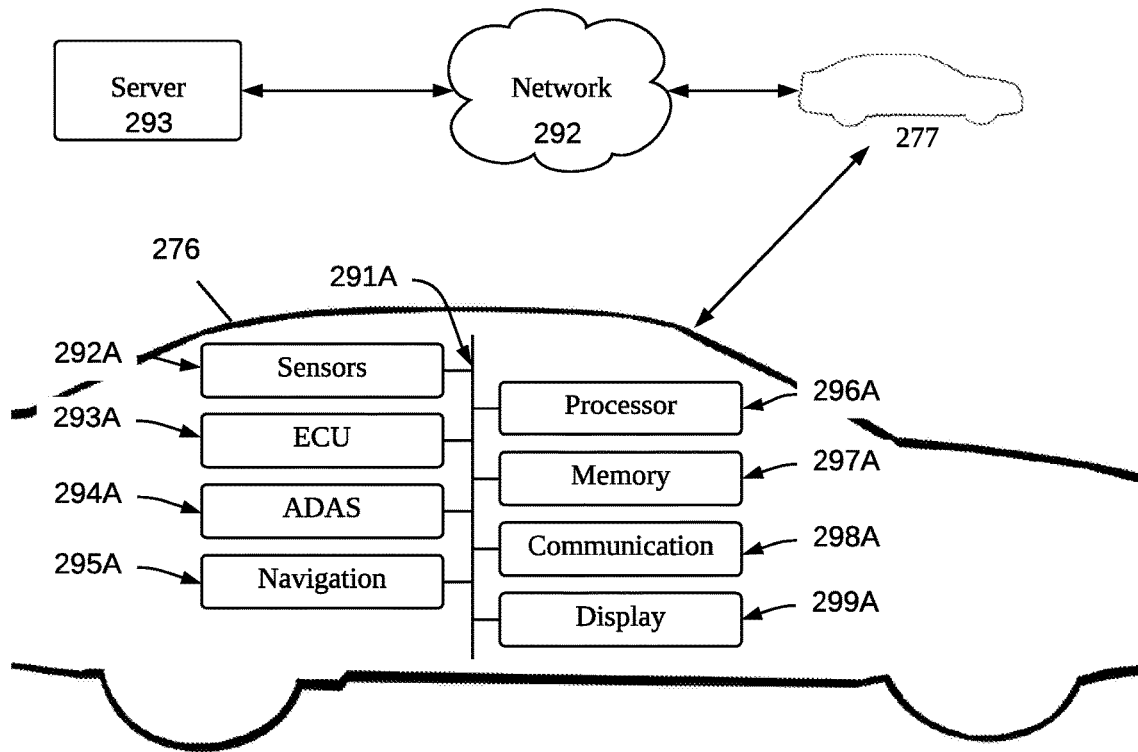 Server
293
Network
292
277
276
291A
292A
Sensors
Processor
296A
293A
ECU
Memory
297A
294A
ADAS
Communication
298A
295A
Navigation
Display
299A